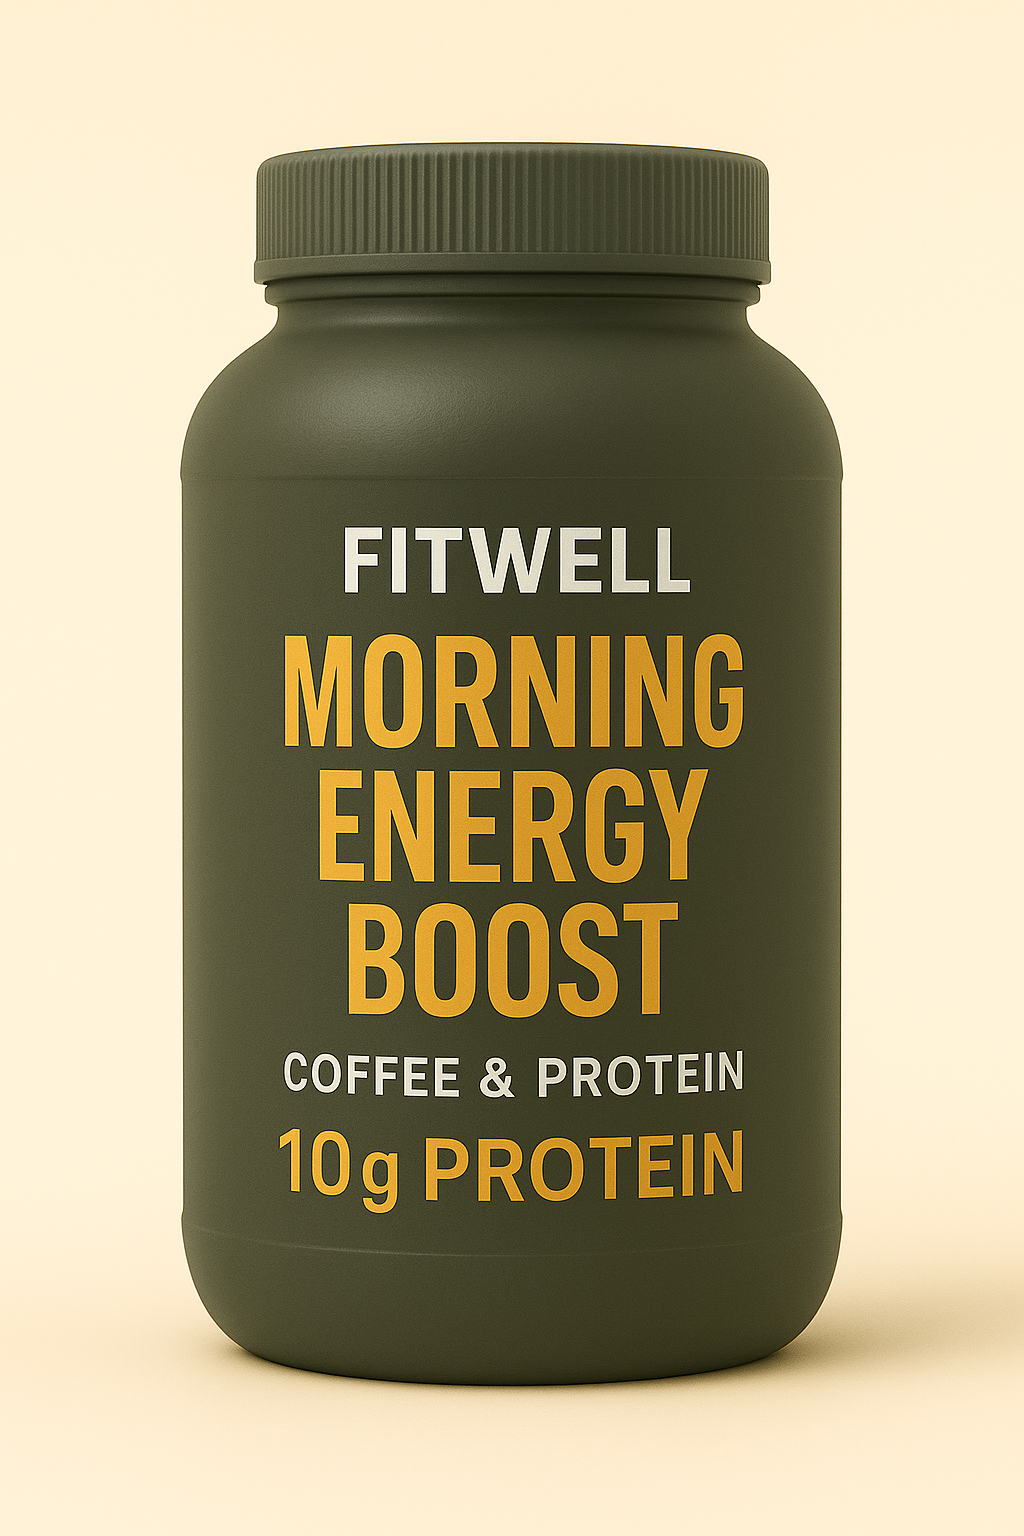 FITWELL
MORNING
ENERGY
BOOST
COFFEE & PROTEIN
10g PROTEIN